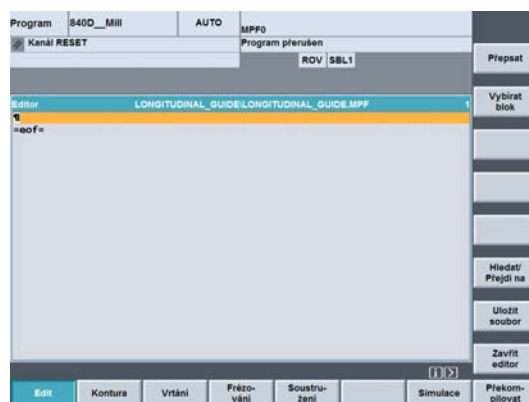 Program 840D__Mill AUTO MPF0
Kanál RESET Program přerušen
ROV SBL1
Přepsat
Editor LONGITUDINAL_GUIDE\LONGITUDINAL_GUIDE.MPF 1
Vybírat
blok
¶
=eof=
Hledat/
Přejdi na
Uložit
soubor
Zavřít
editor
Edit Kontura Vrtání Frézo-
vání Soustru-
žení Simulace Překom-
pilovat